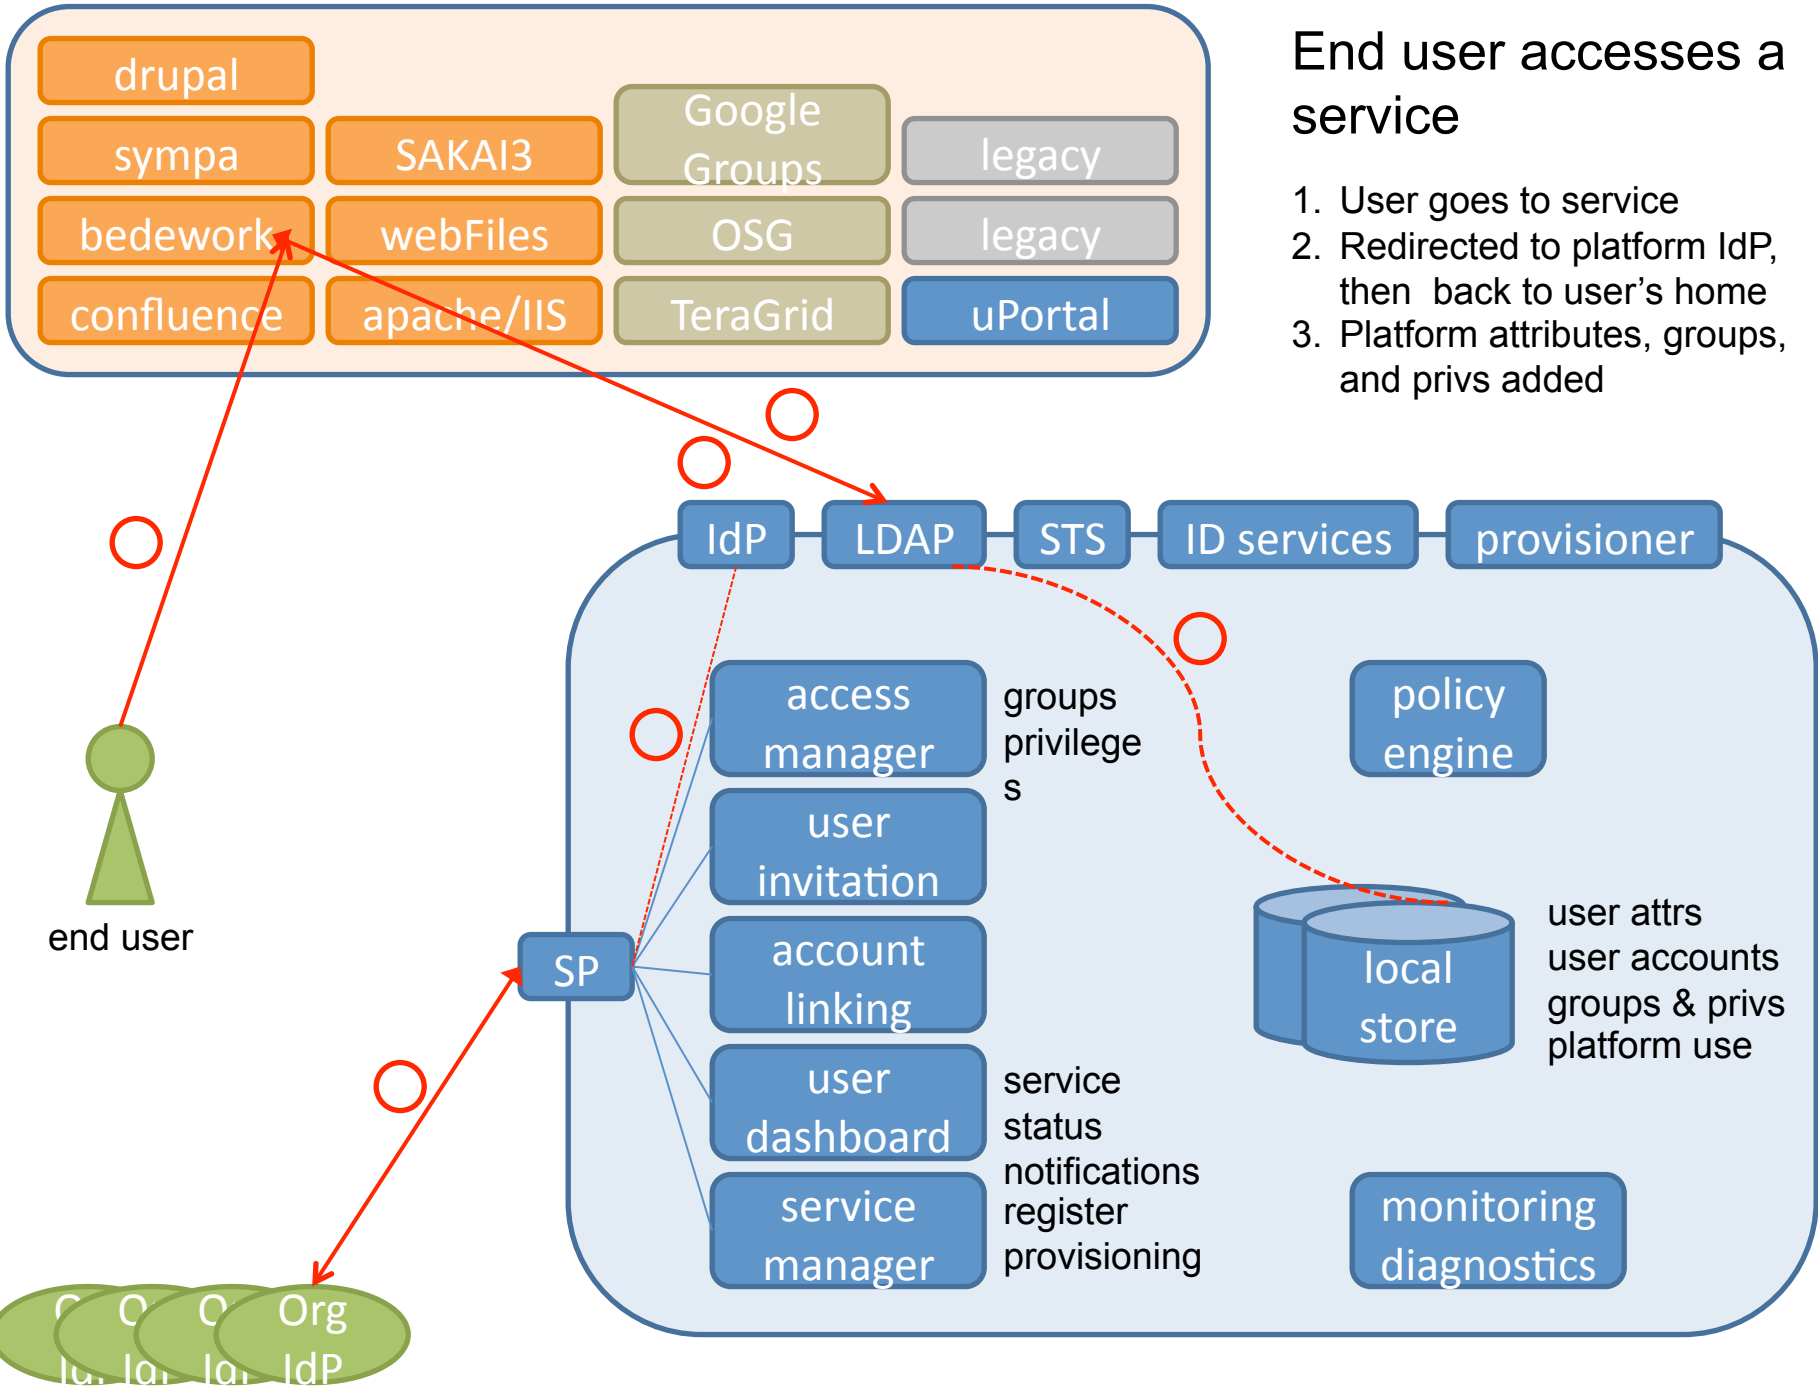 End user accesses a
service
1. User goes to service
2. Redirected to platform IdP,
then back to user's home
3. Platform attributes, groups,
and privs added
drupal
sympa
SAKAI3
Google
Groups
legacy
bedework
webFiles
OSG
legacy
confluence
apache/IIS
TeraGrid
uPortal
IdP
LDAP
STS
ID services
provisioner
access
manager
groups
privilege
s
policy
engine
user
invitation
end user
SP
account
linking
local
store
user attrs
user accounts
groups & privs
platform use
user
dashboard
service
status
notifications
service
manager
register
provisioning
monitoring
diagnostics
Org
IdP